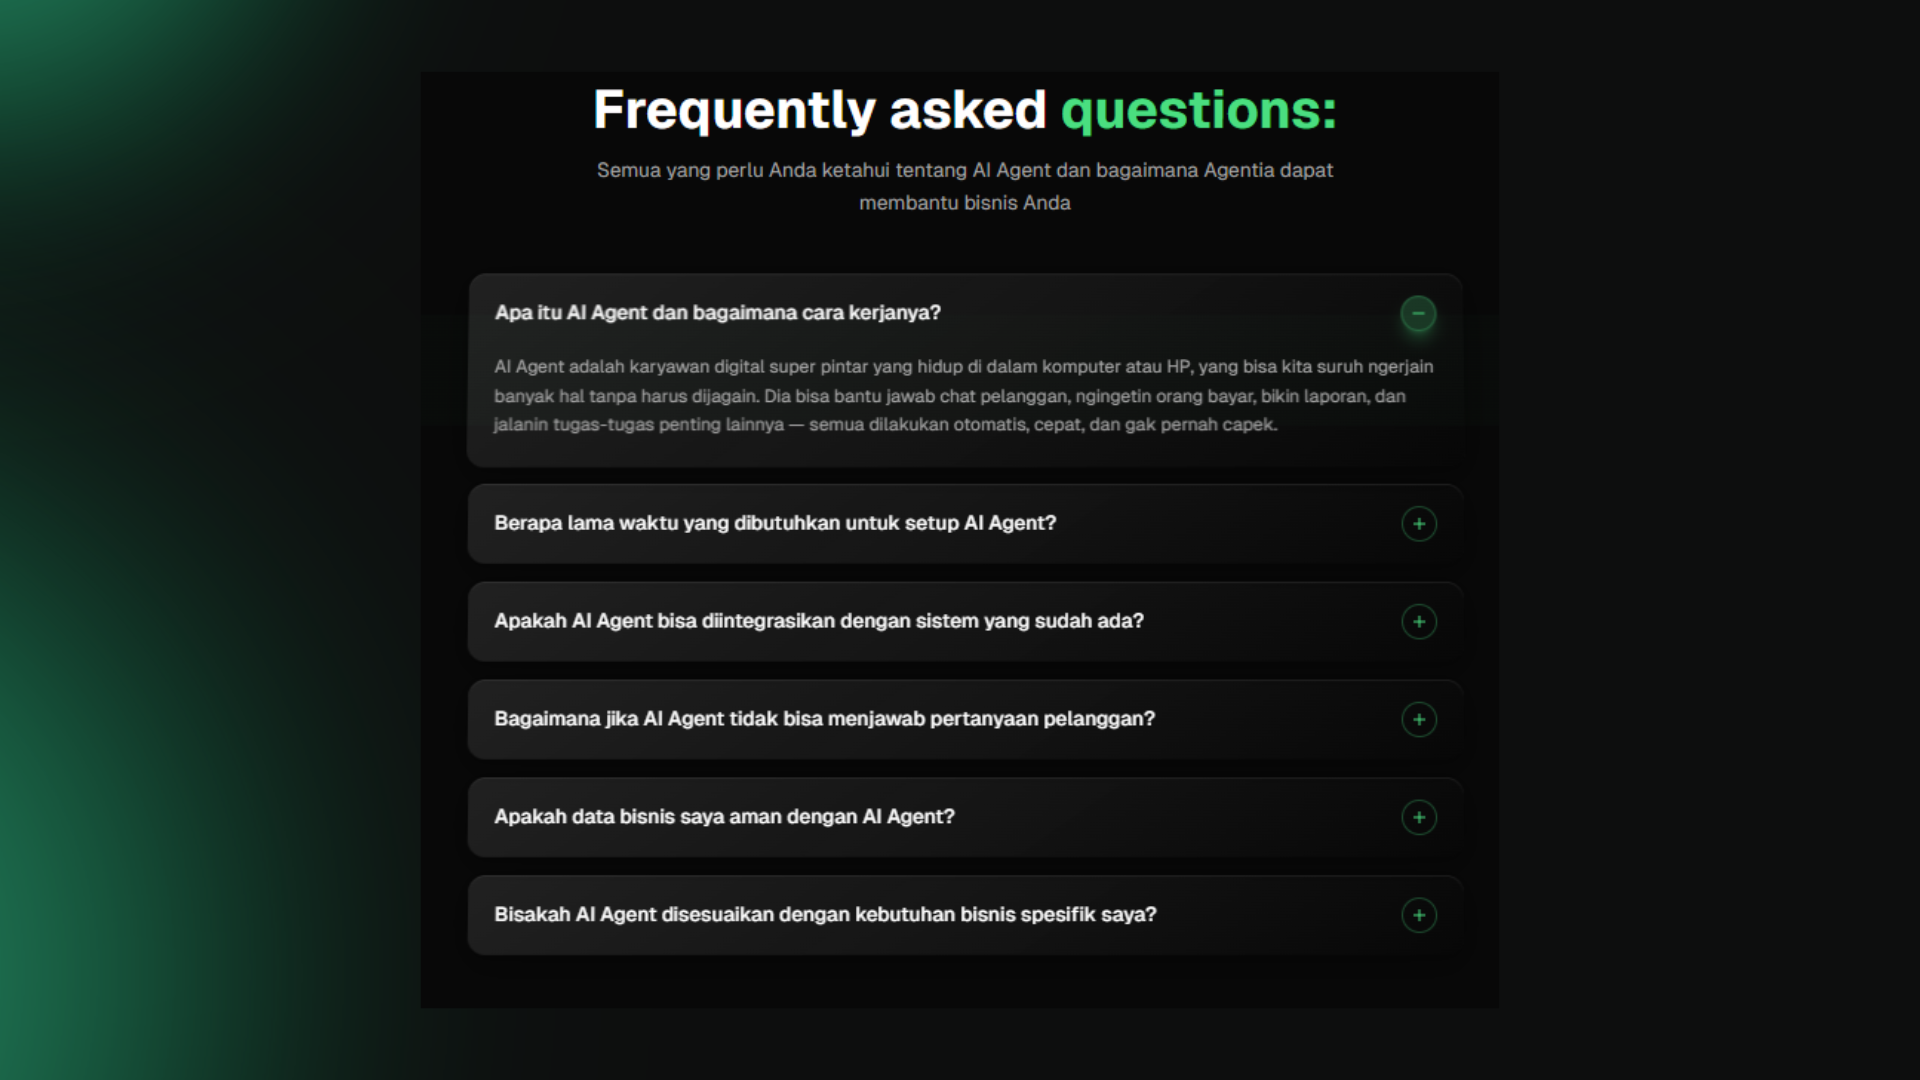 Frequently asked questions:
Semua yang perlu Anda ketahui tentang AI Agent dan bagaimana Agentia dapat
membantu bisnis Anda
Apa itu AI Agent dan bagaimana cara kerjanya?
AI Agent adalah karyawan digital super pintar yang hidup di dalam komputer atau HP, yang bisa kita suruh ngerjain
banyak hal tanpa harus dijagain. Dia bisa bantu jawab chat pelanggan, ngingetin orang bayar, bikin laporan, dan
jalanin tugas-tugas penting lainnya — semua dilakukan otomatis, cepat, dan gak pernah capek.
Berapa lama waktu yang dibutuhkan untuk setup AI Agent?
Apakah AI Agent bisa diintegrasikan dengan sistem yang sudah ada?
Bagaimana jika AI Agent tidak bisa menjawab pertanyaan pelanggan?
Apakah data bisnis saya aman dengan AI Agent?
Bisakah AI Agent disesuaikan dengan kebutuhan bisnis spesifik saya?